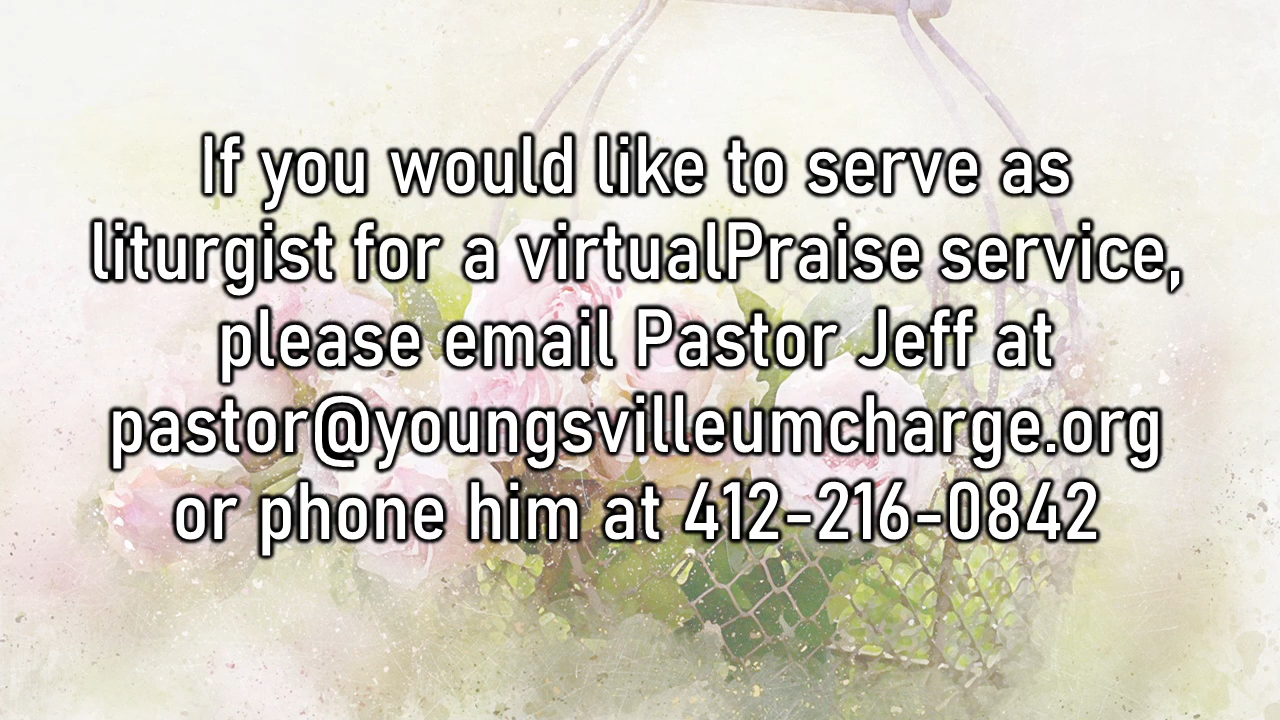 If you would like to serve as
liturgist for a virtualPraise service,
please email Pastor Jeff at
pastor@youngsvilleumcharge.org
or phone him at 412-216-0842